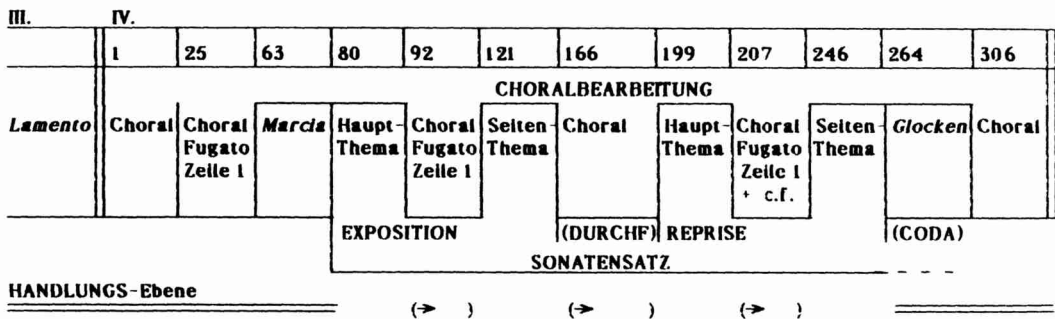 III. IV.
1 25 63 80 92 121 166 199 207 246 264 306
CHORALBEARBEITUNG
Lamento Choral Choral Marcia Haupt- Choral Seiten- Choral Haupt- Choral Seiten- Glocken Choral
Fugato Thema Fugato Thema Thema Fugato Thema
Zeile 1 Zeile 1 Zeile 1
+ c.f.
EXPOSITION (DURCHF) REPRISE (CODA)
SONATENSATZ
HANDLUNGS-Ebene
(→ ) (→ ) (→ )